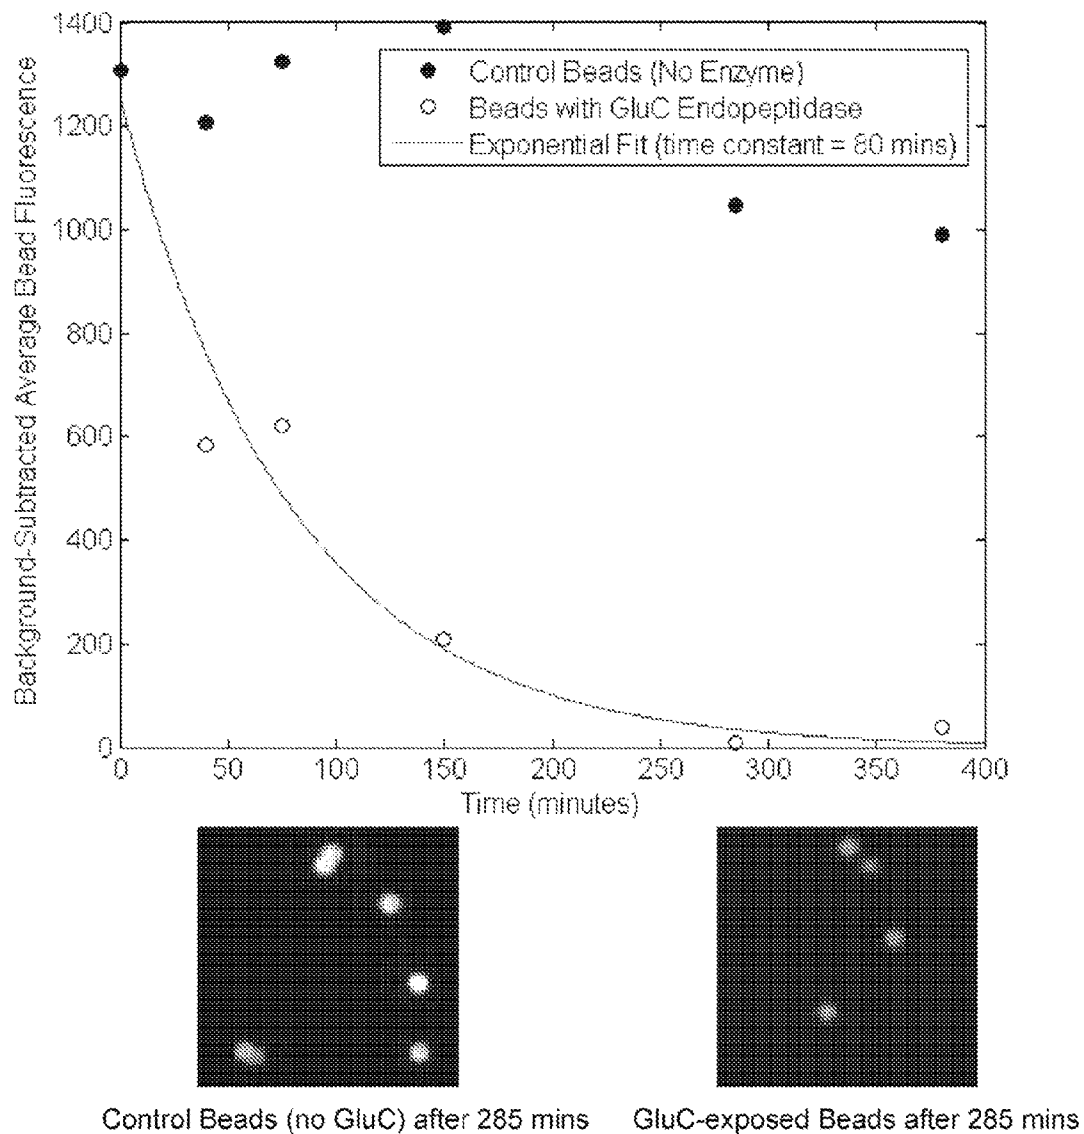 Background-Subtracted Average Bead Fluorescence
1400
1200
1000
800
600
400
200
0
Control Beads (No Enzyme)
Beads with GluC Endopeptidase
Exponential Fit (time constant = 80 mins)
0 50 100 150 200 250 300 350 400
Time (minutes)
Control Beads (no GluC) after 285 mins
GluC-exposed Beads after 285 mins